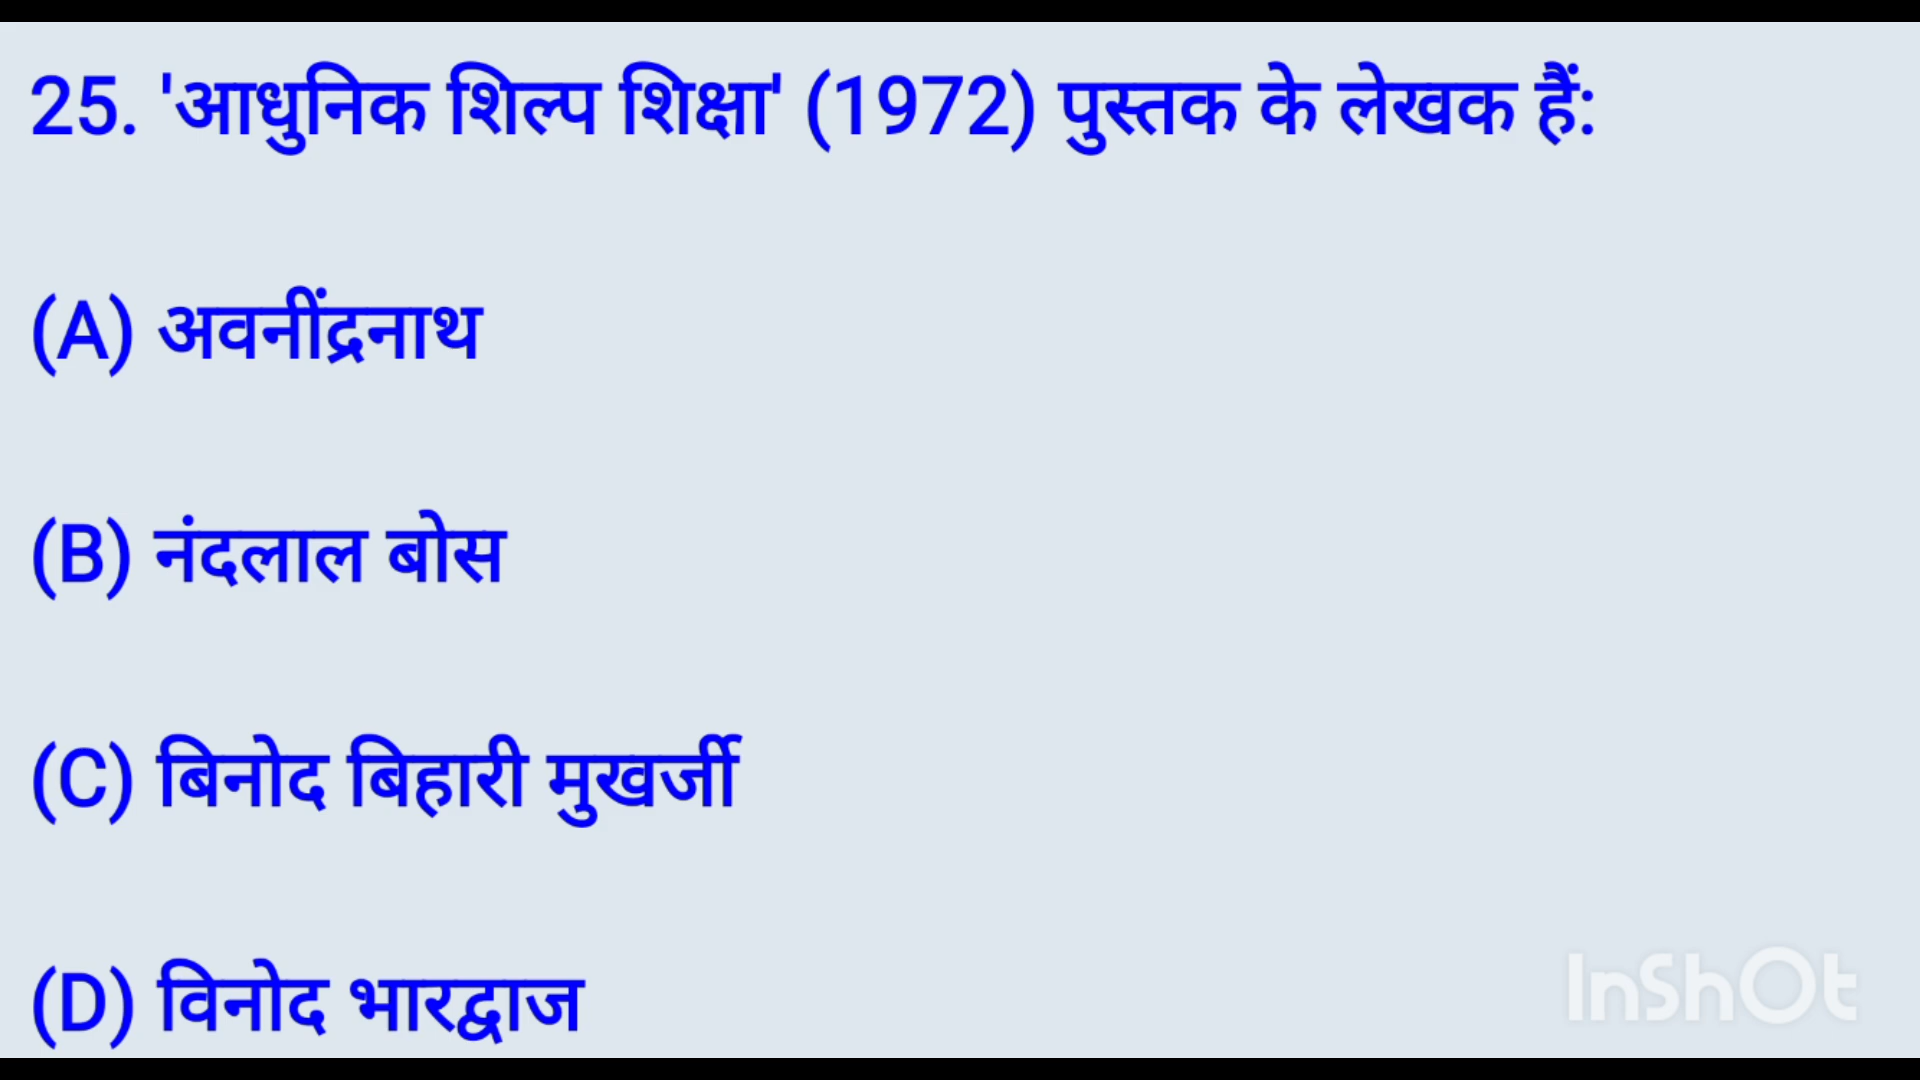 25. 'आधुनिक शिल्प शिक्षा' (1972) पुस्तक के लेखक हैं:
(A) अवनींद्रनाथ
(B) नंदलाल बोस
(C) बिनोद बिहारी मुखर्जी
(D) विनोद भारद्वाज
InShOt